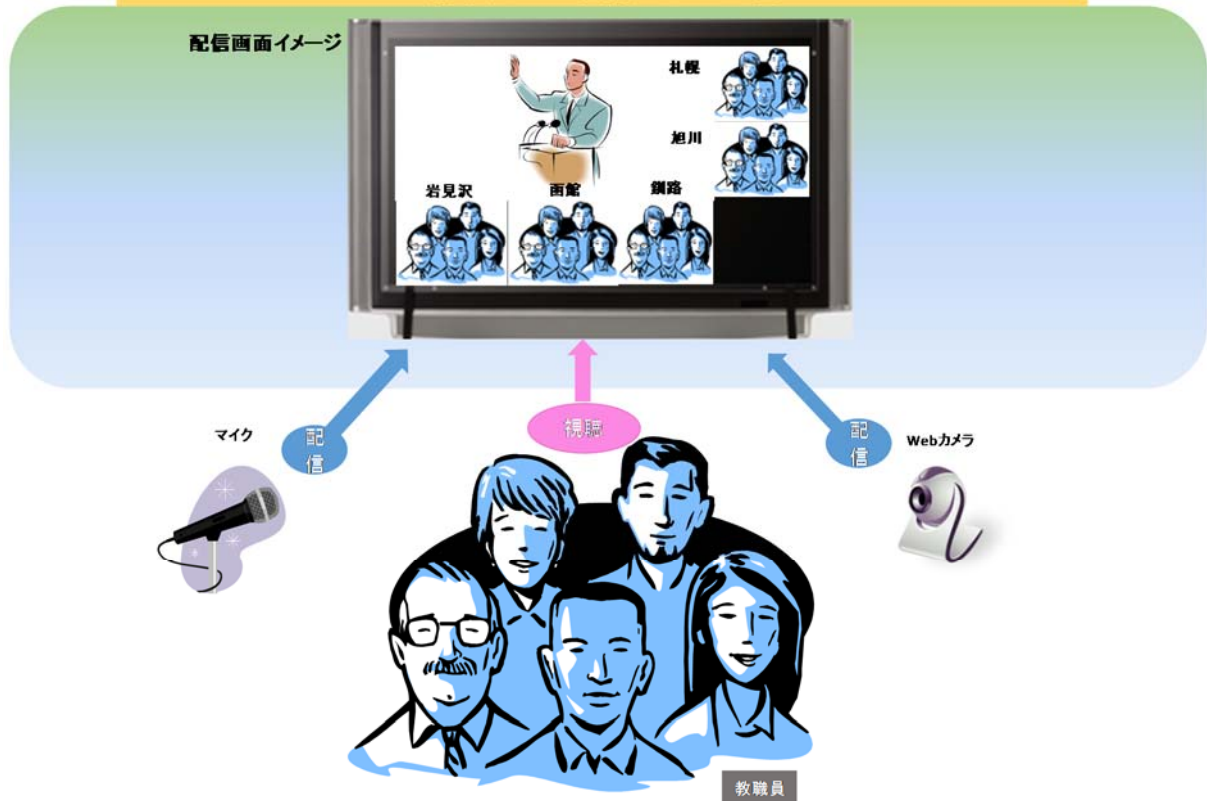 配信画面イメージ
札幌
旭川
岩見沢
函館
釧路
配信
視聴
配信
マイク
Webカメラ
教職員